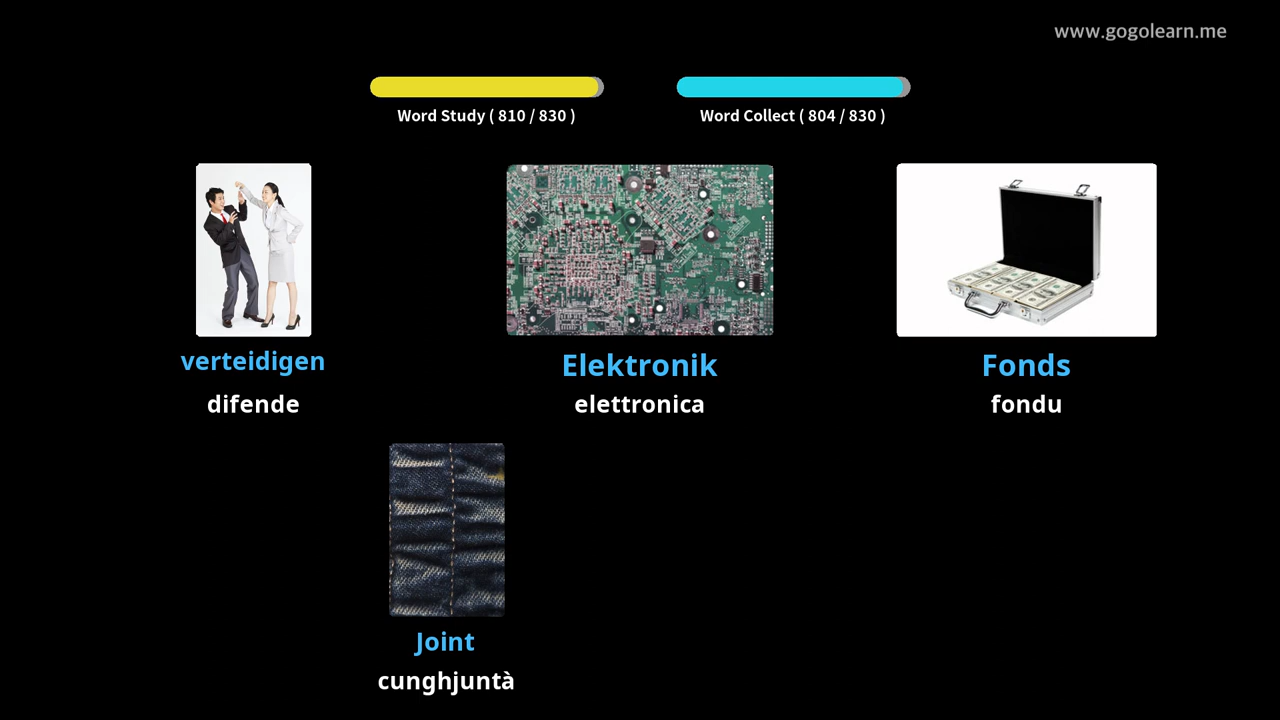 www.gogolearn.me
Word Study ( 810 / 830 )
Word Collect ( 804 / 830 )
verteidigen
difende
Elektronik
elettronica
Fonds
fondu
Joint
cunghjuntà